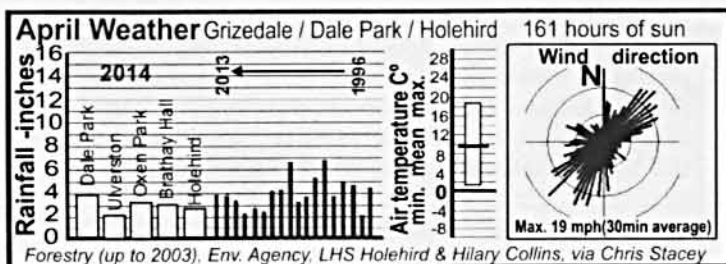 April Weather Grizedale / Dale Park / Holehird 161 hours of sun
Rainfall -inches
16
14
12
10
8
6
4
2
0
2014
2013
1996
Dale Park
Ulverston
Oxen Park
Brathay Hall
Holehird
Air temperature Cº
min. mean max.
28
24
20
16
12
8
4
0
-4
-8
Wind direction
N
Max. 19 mph(30min average)
Forestry (up to 2003), Env. Agency, LHS Holehird & Hilary Collins, via Chris Stacey